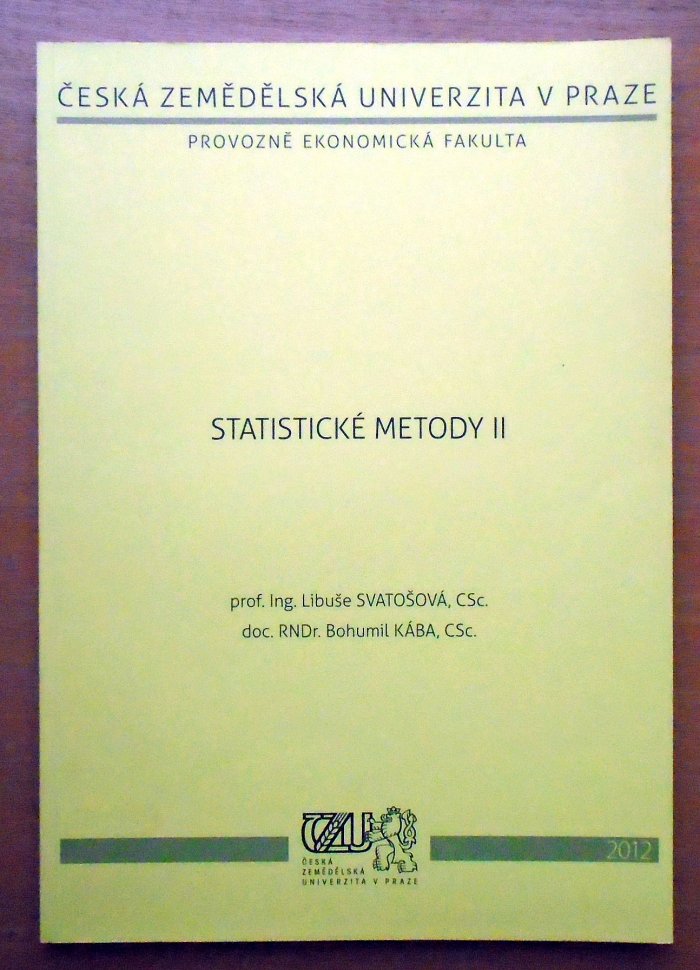 ČESKÁ ZEMĚDĚLSKÁ UNIVERZITA V PRAZE
PROVOZNĚ EKONOMICKÁ FAKULTA
STATISTICKÉ METODY II
prof. Ing. Libuše SVATOŠOVÁ, CSc.
doc. RNDr. Bohumil KÁBA, CSc.
ČZU
ČESKÁ
ZEMĚDĚLSKÁ
UNIVERZITA V PRAZE
2012